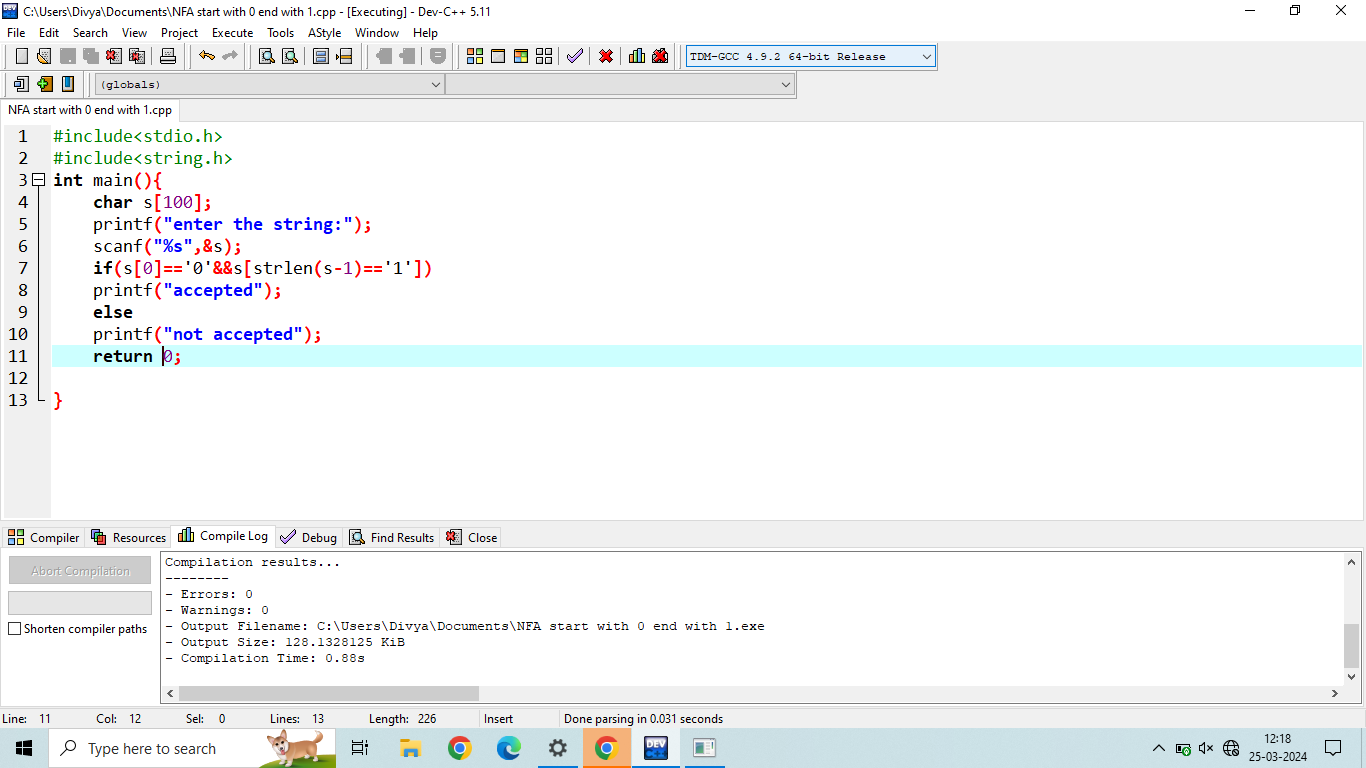 C:\Users\Divya\Documents\NFA start with 0 end with 1.cpp - [Executing] - Dev-C++ 5.11
File Edit Search View Project Execute Tools AStyle Window Help
TDM-GCC 4.9.2 64-bit Release
(globals)
NFA start with 0 end with 1.cpp
1 #include<stdio.h>
2 #include<string.h>
3 int main(){
4 char s[100];
5 printf("enter the string:");
6 scanf("%s",&s);
7 if(s[0]=='0'&&s[strlen(s-1)=='1'])
8 printf("accepted");
9 else
10 printf("not accepted");
11 return 0;
12
13 }
Compiler Resources Compile Log Debug Find Results Close
Abort Compilation
Shorten compiler paths
Compilation results...
--------
- Errors: 0
- Warnings: 0
- Output Filename: C:\Users\Divya\Documents\NFA start with 0 end with 1.exe
- Output Size: 128.1328125 KiB
- Compilation Time: 0.88s
Line: 11 Col: 12 Sel: 0 Lines: 13 Length: 226 Insert Done parsing in 0.031 seconds
Type here to search
DEV
12:18
25-03-2024